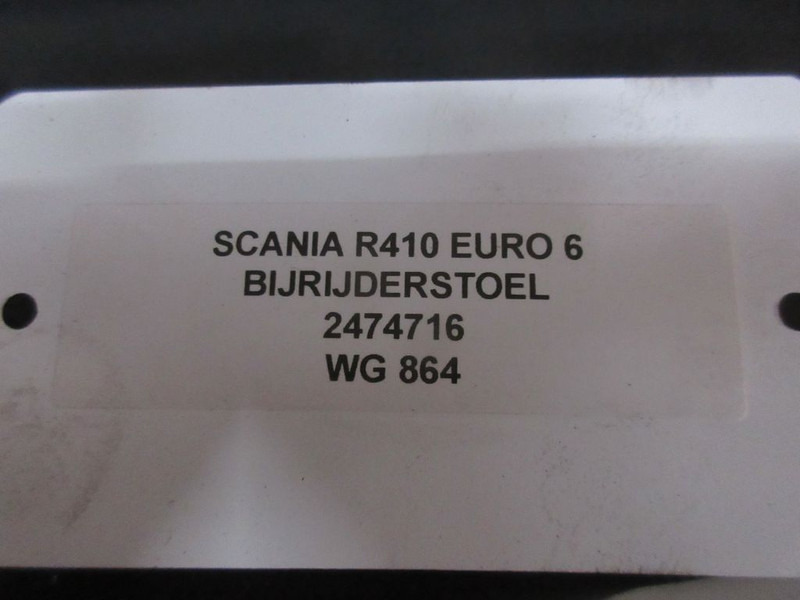 SCANIA R410 EURO 6
BIJRIJDERSTOEL
2474716
WG 864